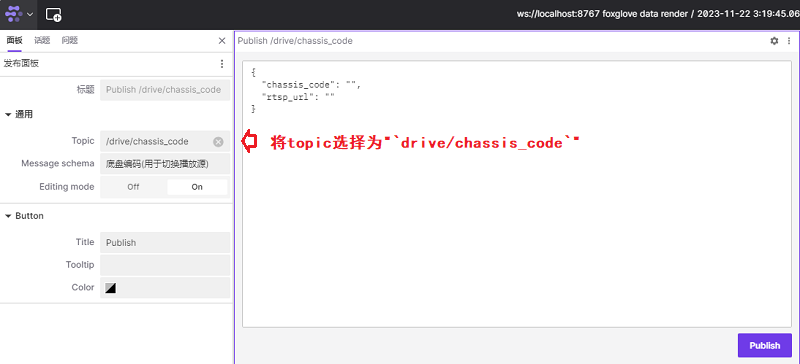 ws://localhost:8767 foxglove data render / 2023-11-22 3:19:45.06
面板 话题 问题
发布面板
标题 Publish /drive/chassis_code
通用
Topic /drive/chassis_code
Message schema 底盘编码(用于切换播放源)
Editing mode Off On
Button
Title Publish
Tooltip
Color
Publish /drive/chassis_code
{
"chassis_code": "",
"rtsp_url": ""
}
将topic选择为"`drive/chassis_code`"
Publish